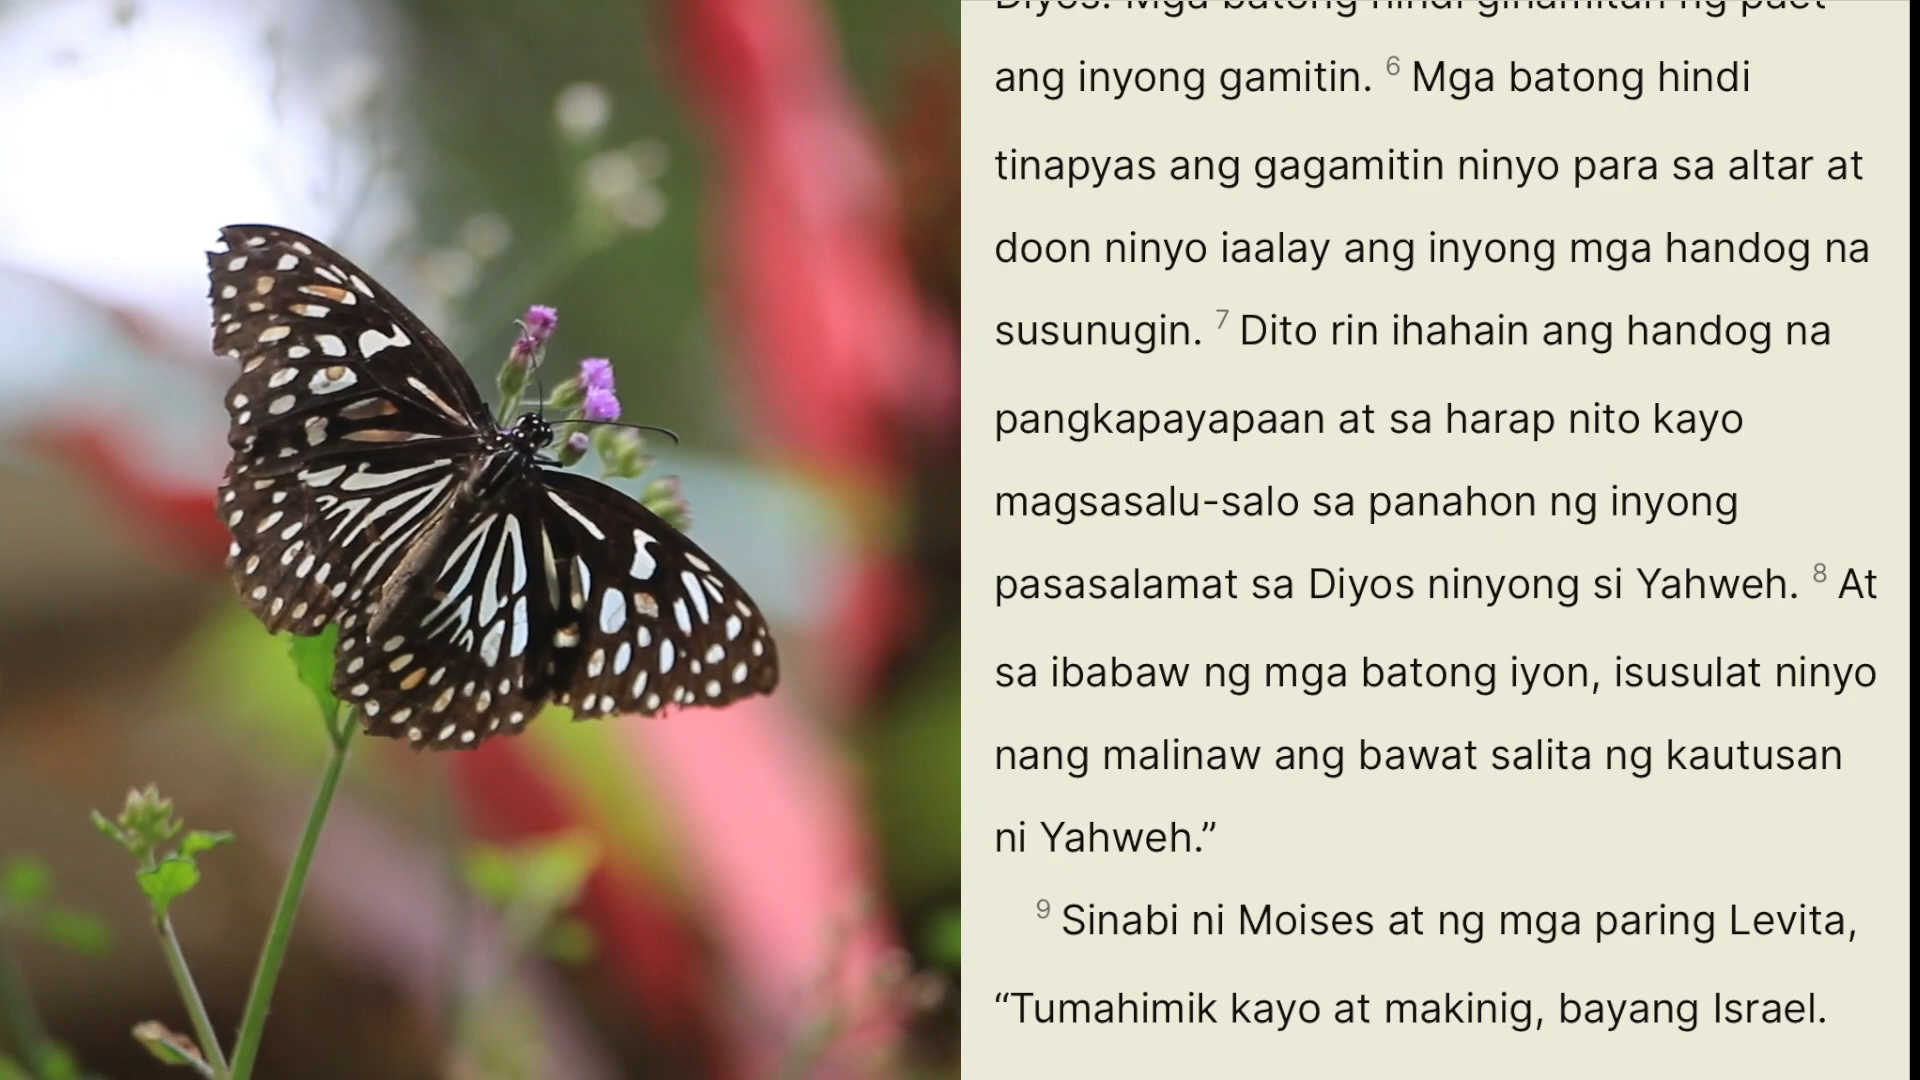 ang inyong gamitin. 6 Mga batong hindi
tinapyas ang gagamitin ninyo para sa altar at
doon ninyo iaalay ang inyong mga handog na
susunugin. 7 Dito rin ihahain ang handog na
pangkapayapaan at sa harap nito kayo
magsasalu-salo sa panahon ng inyong
pasasalamat sa Diyos ninyong si Yahweh. 8 At
sa ibabaw ng mga batong iyon, isusulat ninyo
nang malinaw ang bawat salita ng kautusan
ni Yahweh.”
9 Sinabi ni Moises at ng mga paring Levita,
“Tumahimik kayo at makinig, bayang Israel.